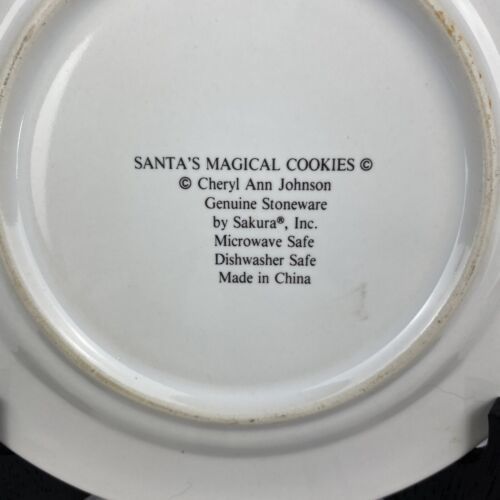 SANTA'S MAGICAL COOKIES ©
© Cheryl Ann Johnson
Genuine Stoneware
by Sakura®, Inc.
Microwave Safe
Dishwasher Safe
Made in China